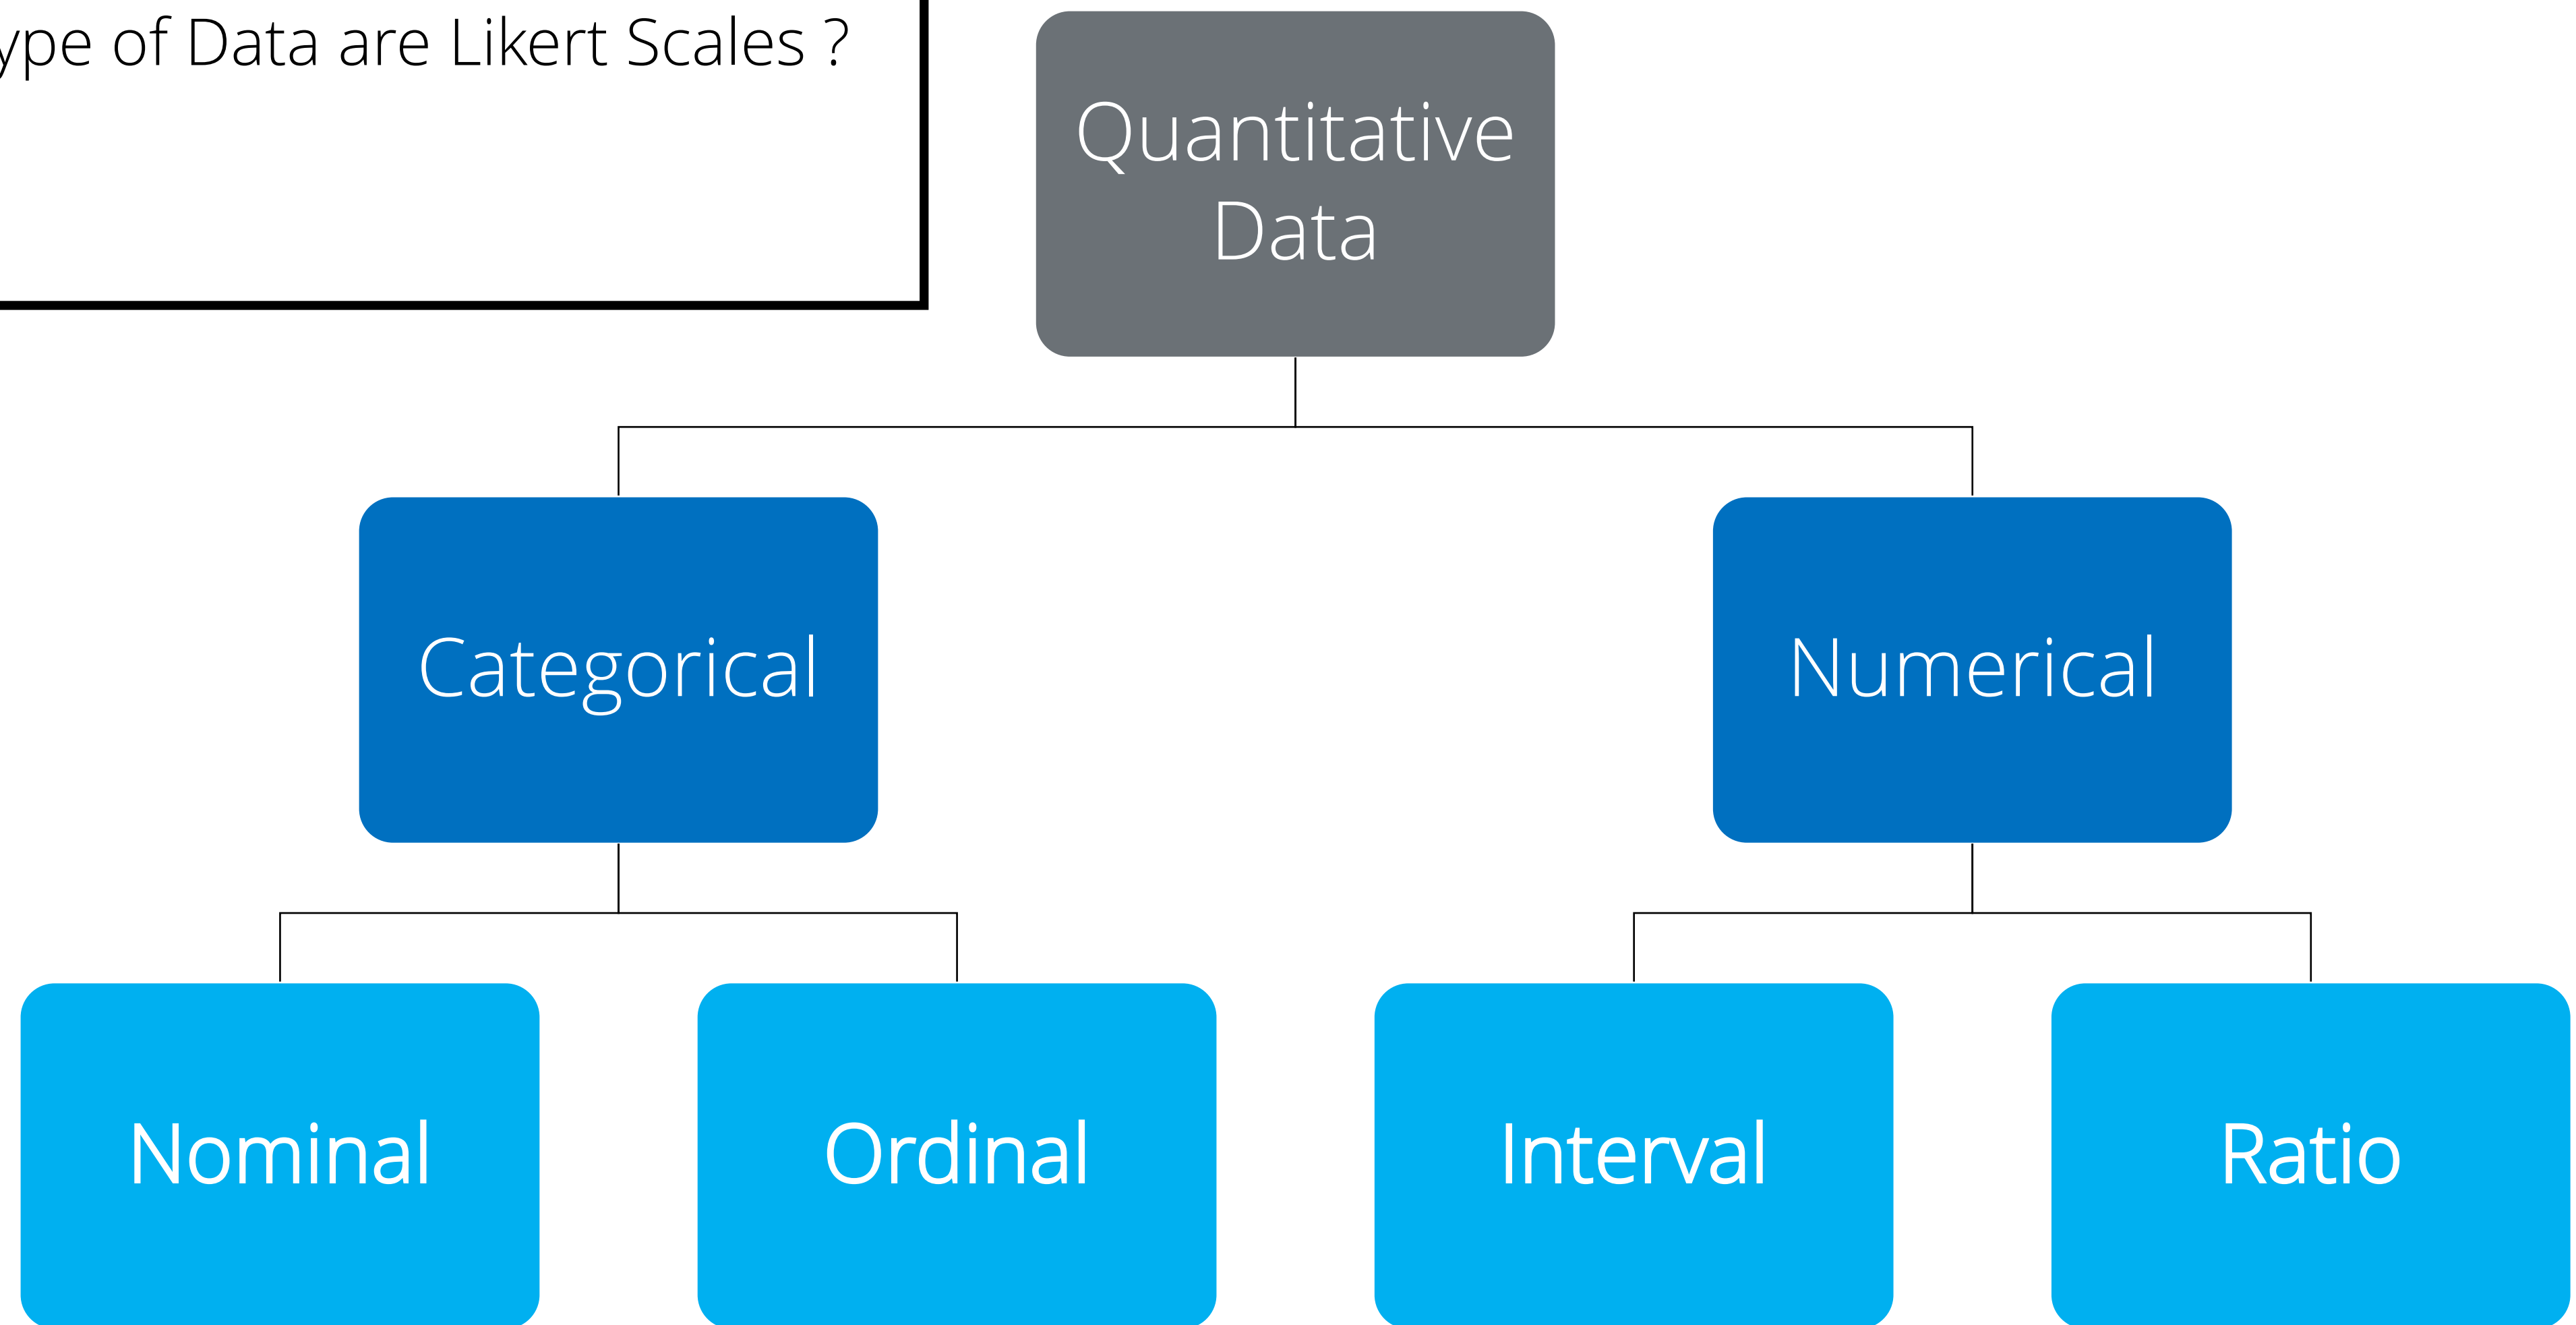 ype of Data are Likert Scales ?
Quantitative
Data
Categorical
Numerical
Nominal
Ordinal
Interval
Ratio